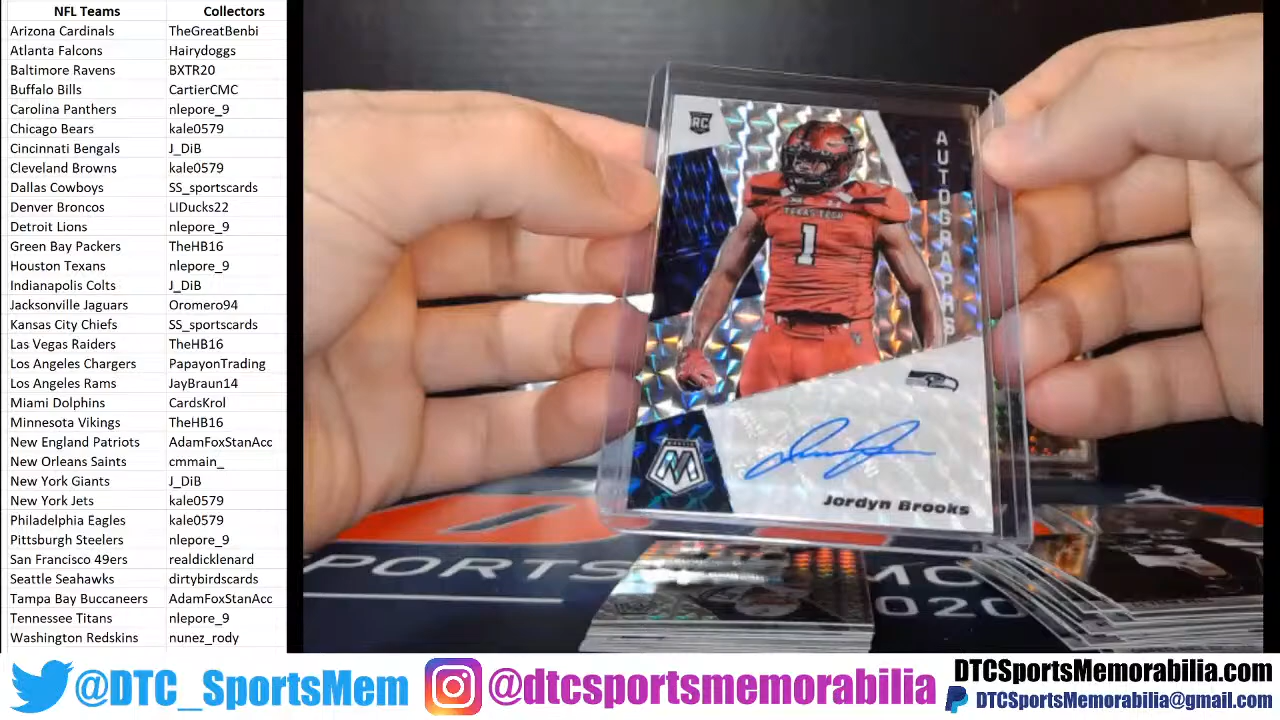 NFL Teams Collectors
Arizona Cardinals TheGreatBenbi
Atlanta Falcons Hairydoggs
Baltimore Ravens BXTR20
Buffalo Bills CartierCMC
Carolina Panthers nlepore_9
Chicago Bears kale0579
Cincinnati Bengals J_DiB
Cleveland Browns kale0579
Dallas Cowboys SS_sportscards
Denver Broncos LIDucks22
Detroit Lions nlepore_9
Green Bay Packers TheHB16
Houston Texans nlepore_9
Indianapolis Colts J_DiB
Jacksonville Jaguars Oromero94
Kansas City Chiefs SS_sportscards
Las Vegas Raiders TheHB16
Los Angeles Chargers PapayonTrading
Los Angeles Rams JayBraun14
Miami Dolphins CardsKrol
Minnesota Vikings TheHB16
New England Patriots AdamFoxStanAcc
New Orleans Saints cmmain_
New York Giants J_DiB
New York Jets kale0579
Philadelphia Eagles kale0579
Pittsburgh Steelers nlepore_9
San Francisco 49ers realdicklenard
Seattle Seahawks dirtybirdscards
Tampa Bay Buccaneers AdamFoxStanAcc
Tennessee Titans nlepore_9
Washington Redskins nunez_rody
RC
AUTOGRAPHS
TEXAS TECH
1
MOSAIC
Jordyn Brooks
PORTS
2020
@DTC_SportsMem
@dtcsportsmemorabilia
DTCSportsMemorabilia.com
DTCSportsMemorabilia@gmail.com